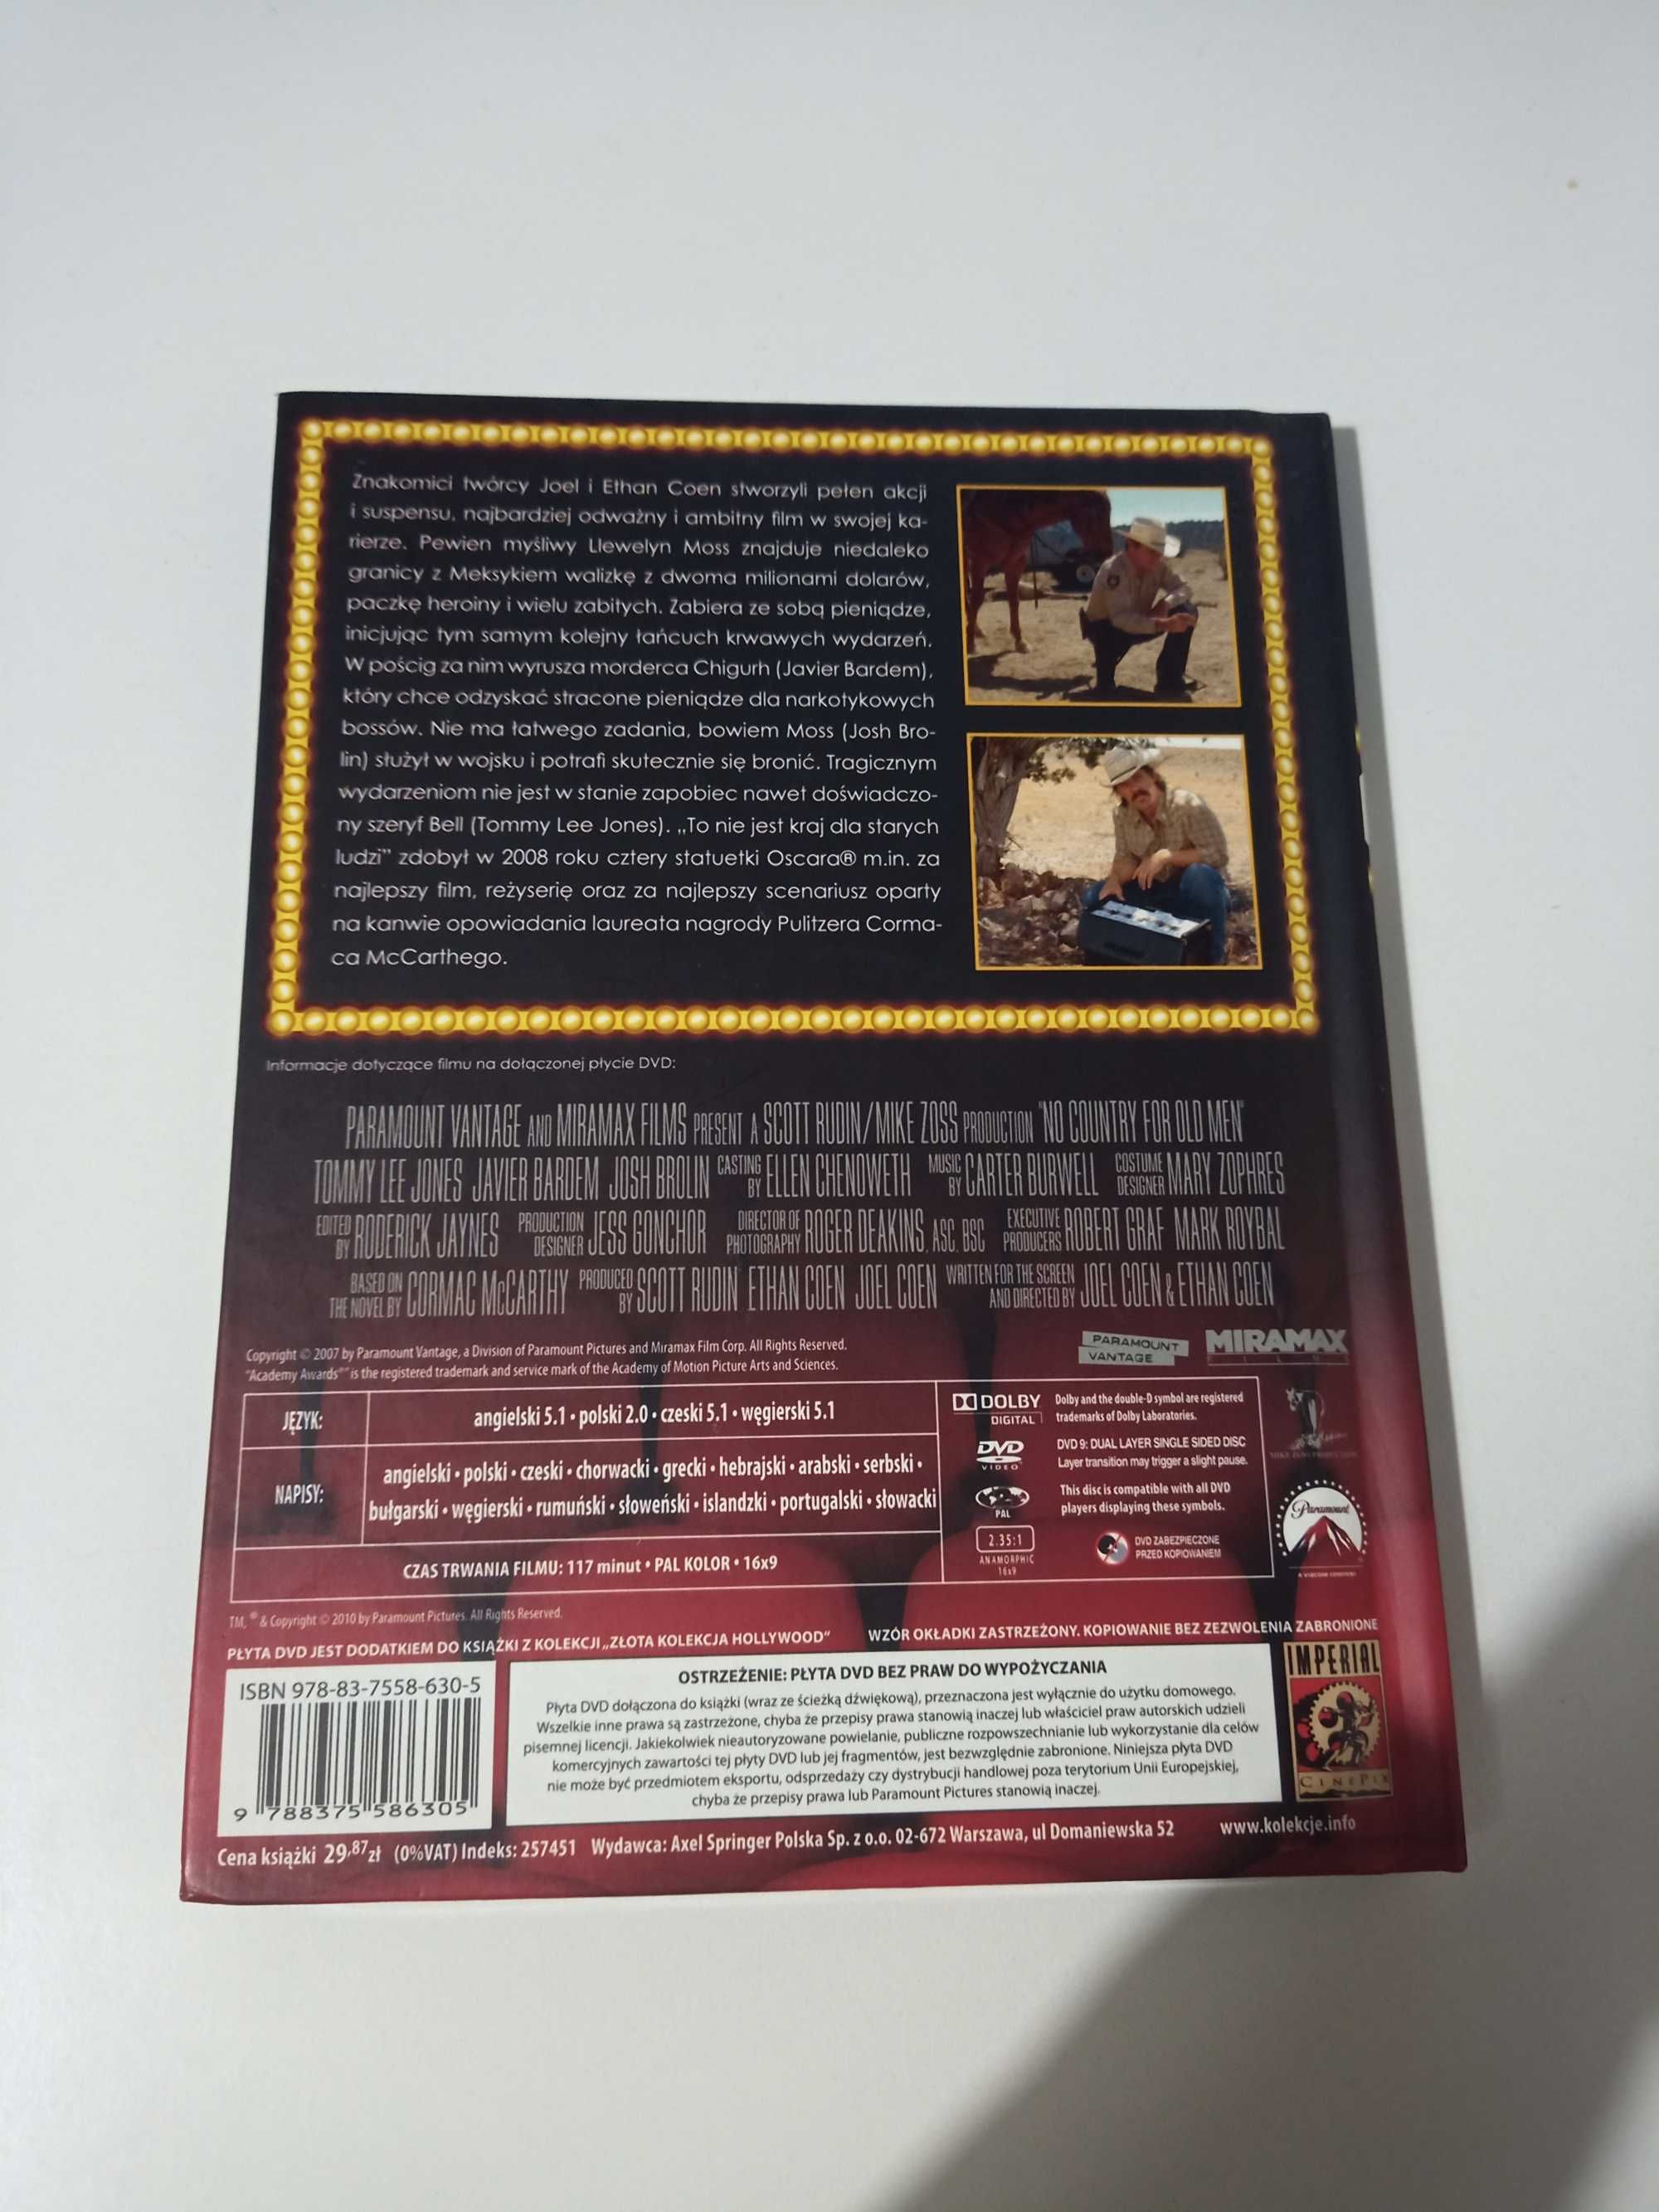 Znakomici twórcy Joel i Ethan Coen stworzyli pełen akcji
i suspensu, najbardziej odważny i ambitny film w swojej ka-
rierze. Pewien myśliwy Llewelyn Moss znajduje niedaleko
granicy z Meksykiem walizkę z dwoma milionami dolarów,
paczkę heroiny i wielu zabitych. Zabiera ze sobą pieniądze,
inicjując tym samym kolejny łańcuch krwawych wydarzeń.
W pościg za nim wyrusza morderca Chigurh (Javier Bardem),
który chce odzyskać stracone pieniądze dla narkotykowych
bossów. Nie ma łatwego zadania, bowiem Moss (Josh Bro-
lin) służył w wojsku i potrafi skutecznie się bronić. Tragicznym
wydarzeniom nie jest w stanie zapobiec nawet doświadczo-
ny szeryf Bell (Tommy Lee Jones). „To nie jest kraj dla starych
ludzi” zdobył w 2008 roku cztery statuetki Oscara® m.in. za
najlepszy film, reżyserię oraz za najlepszy scenariusz oparty
na kanwie opowiadania laureata nagrody Pulitzera Corma-
ca McCarthego.
Informacje dotyczące filmu na dołączonej płycie DVD:
PARAMOUNT VANTAGE AND MIRAMAX FILMS PRESENT A SCOTT RUDIN/MIKE ZOSS PRODUCTION "NO COUNTRY FOR OLD MEN"
TOMMY LEE JONES JAVIER BARDEM JOSH BROLIN CASTING BY ELLEN CHENOWETH MUSIC BY CARTER BURWELL COSTUME DESIGNER MARY ZOPHRES
EDITED BY RODERICK JAYNES PRODUCTION DESIGNER JESS GONCHOR DIRECTOR OF PHOTOGRAPHY ROGER DEAKINS, ASC, BSC EXECUTIVE PRODUCERS ROBERT GRAF MARK ROYBAL
BASED ON THE NOVEL BY CORMAC McCARTHY PRODUCED BY SCOTT RUDIN ETHAN COEN JOEL COEN WRITTEN FOR THE SCREEN AND DIRECTED BY JOEL COEN & ETHAN COEN
Copyright © 2007 by Paramount Vantage, a Division of Paramount Pictures and Miramax Film Corp. All Rights Reserved.
"Academy Awards®" is the registered trademark and service mark of the Academy of Motion Picture Arts and Sciences.
PARAMOUNT
VANTAGE
MIRAMAX
FILMS
JĘZYK:
angielski 5.1 • polski 2.0 • czeski 5.1 • węgierski 5.1
NAPISY:
angielski • polski • czeski • chorwacki • grecki • hebrajski • arabski • serbski •
bułgarski • węgierski • rumuński • słoweński • islandzki • portugalski • słowacki
CZAS TRWANIA FILMU: 117 minut • PAL KOLOR • 16x9
DOLBY
DIGITAL
Dolby and the double-D symbol are registered
trademarks of Dolby Laboratories.
DVD
VIDEO
DVD 9: DUAL LAYER SINGLE SIDED DISC
Layer transition may trigger a slight pause.
PAL
This disc is compatible with all DVD
players displaying these symbols.
2.35:1
ANAMORPHIC
16x9
DVD ZABEZPIECZONE
PRZED KOPIOWANIEM
Paramount
TM, ® & Copyright © 2010 by Paramount Pictures. All Rights Reserved.
PŁYTA DVD JEST DODATKIEM DO KSIĄŻKI Z KOLEKCJI „ZŁOTA KOLEKCJA HOLLYWOOD”
WZÓR OKŁADKI ZASTRZEŻONY. KOPIOWANIE BEZ ZEZWOLENIA ZABRONIONE
ISBN 978-83-7558-630-5
9 788375 586305
OSTRZEŻENIE: PŁYTA DVD BEZ PRAW DO WYPOŻYCZANIA
Płyta DVD dołączona do książki (wraz ze ścieżką dźwiękową), przeznaczona jest wyłącznie do użytku domowego.
Wszelkie inne prawa są zastrzeżone, chyba że przepisy prawa stanowią inaczej lub właściciel praw autorskich udzieli
pisemnej licencji. Jakiekolwiek nieautoryzowane powielanie, publiczne rozpowszechnianie lub wykorzystanie dla celów
komercyjnych zawartości tej płyty DVD lub jej fragmentów, jest bezwzględnie zabronione. Niniejsza płyta DVD
nie może być przedmiotem eksportu, odsprzedaży czy dystrybucji handlowej poza terytorium Unii Europejskiej,
chyba że przepisy prawa lub Paramount Pictures stanowią inaczej.
IMPERIAL
CINEPIX
Cena książki 29,87 zł (0%VAT) Indeks: 257451 Wydawca: Axel Springer Polska Sp. z o.o. 02-672 Warszawa, ul Domaniewska 52
www.kolekcje.info